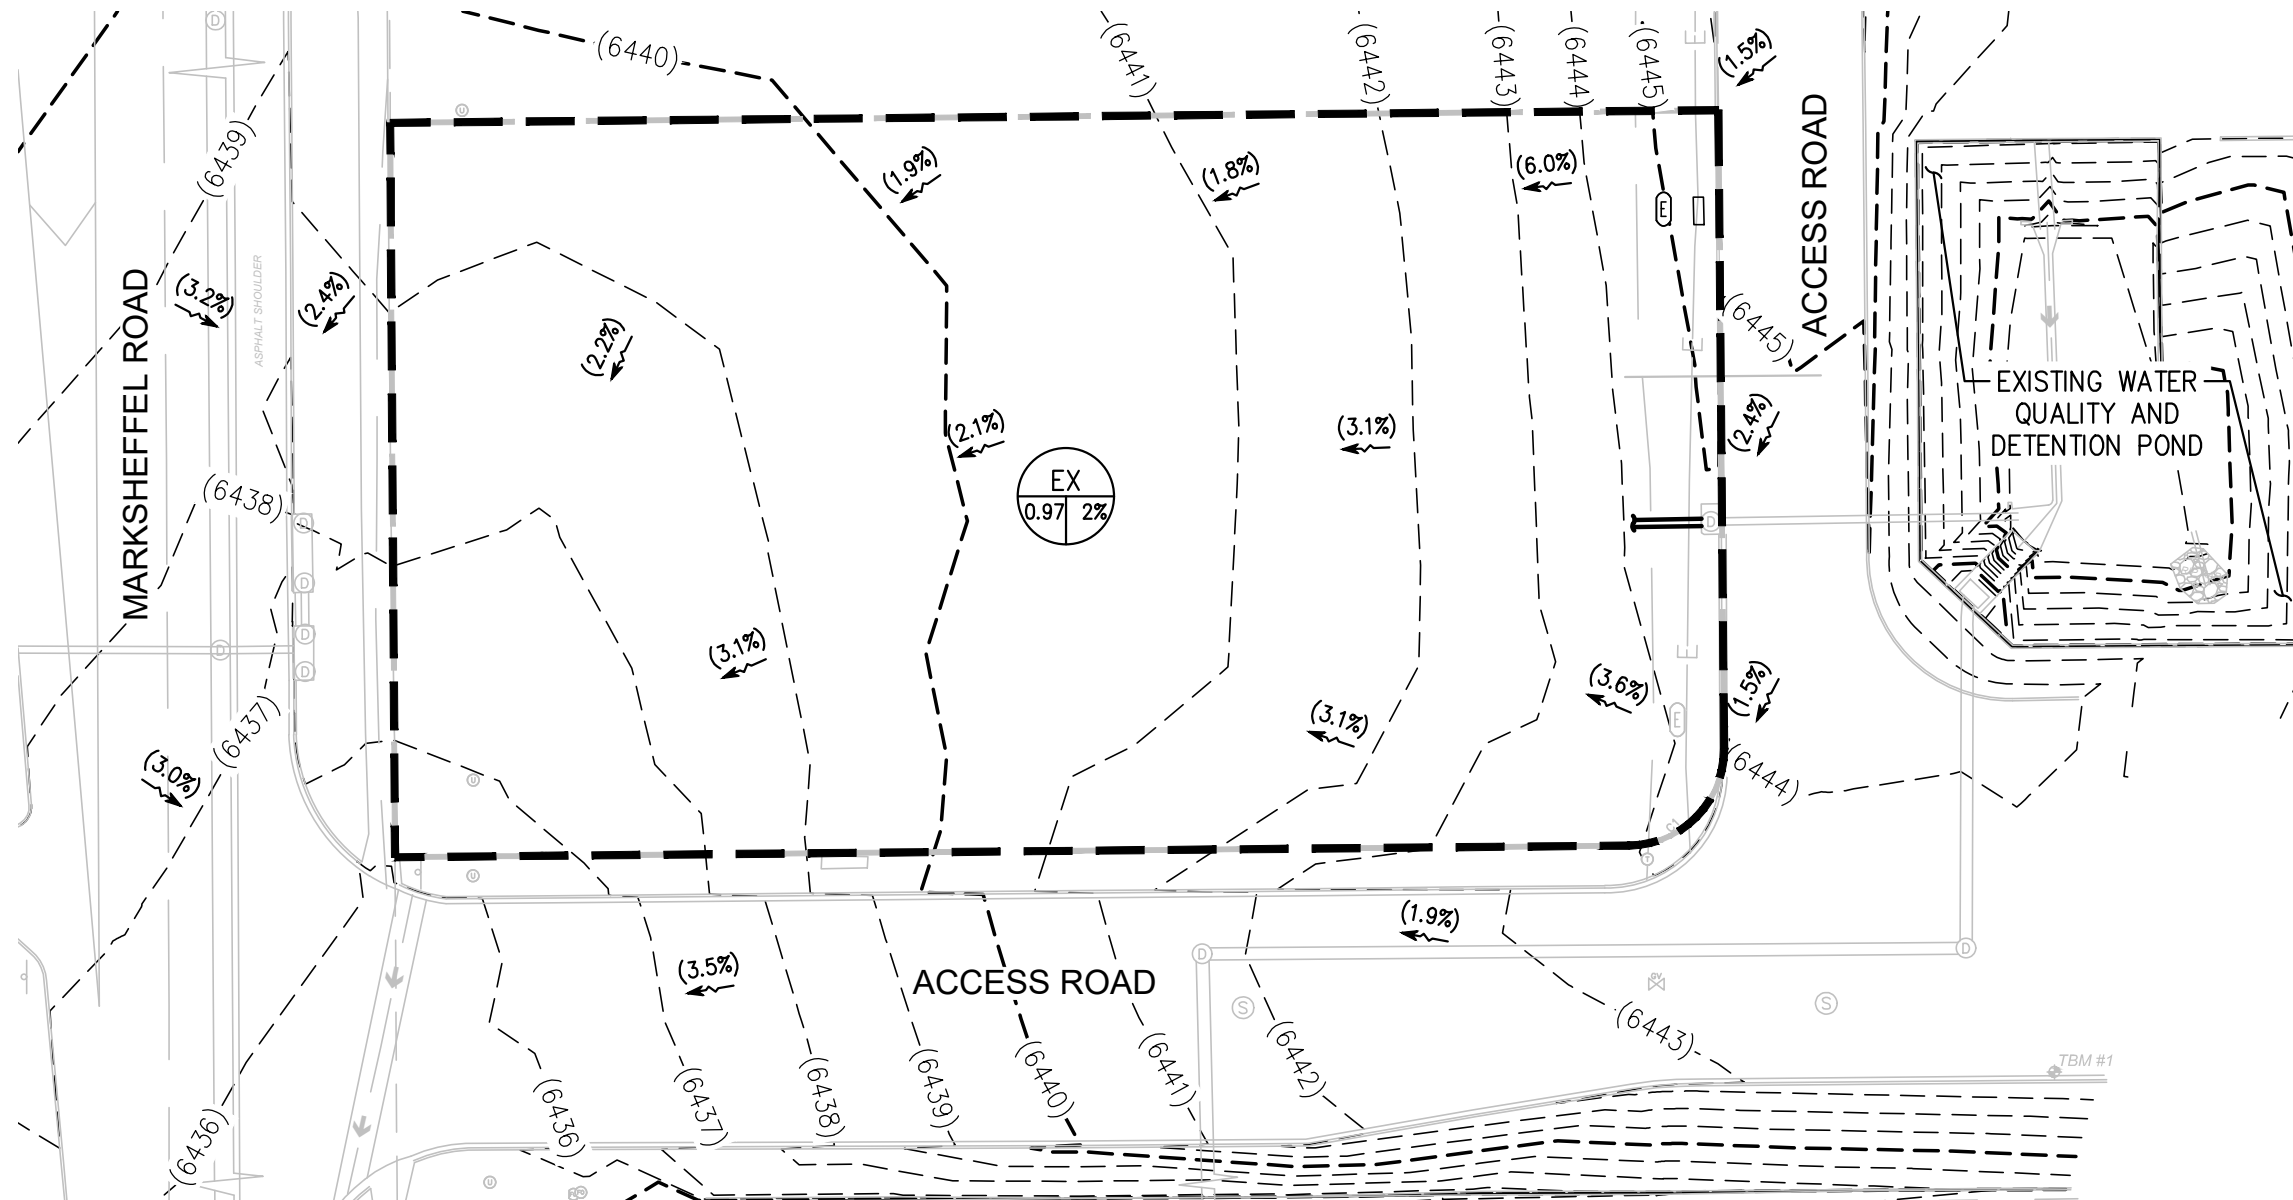 (6440)
(6441)
(6442)
(6443)
(6444)
(6445)
(1.5%)
D
U
(6439)
ACCESS ROAD
(1.9%)
(1.8%)
(6.0%)
E
MARKSHEFFEL ROAD
(3.2%)
ASPHALT SHOULDER
(2.4%)
(2.2%)
(6445)
EXISTING WATER
QUALITY AND
DETENTION POND
(2.1%)
(3.1%)
(2.4%)
EX
0.97 2%
(6438)
D
D
D
D
D
D
(3.1%)
(3.6%)
(1.5%)
(3.1%)
E
(6437)
(3.0%)
U
(6444)
C1
T
U
(1.9%)
(3.5%)
ACCESS ROAD
D
D
GV
S
S
(6443)
TBM #1
(6436)
(6436)
(6437)
(6438)
(6439)
(6440)
(6441)
(6442)
U